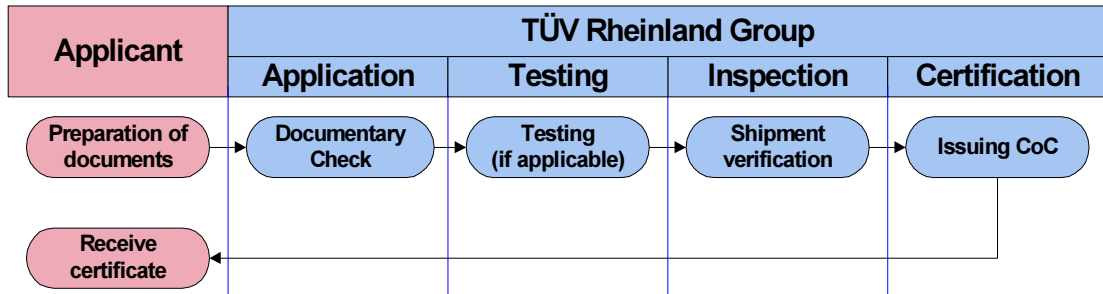 Applicant
TÜV Rheinland Group
Application
Testing
Inspection
Certification
Preparation of
documents
Documentary
Check
Testing
(if applicable)
Shipment
verification
Issuing CoC
Receive
certificate